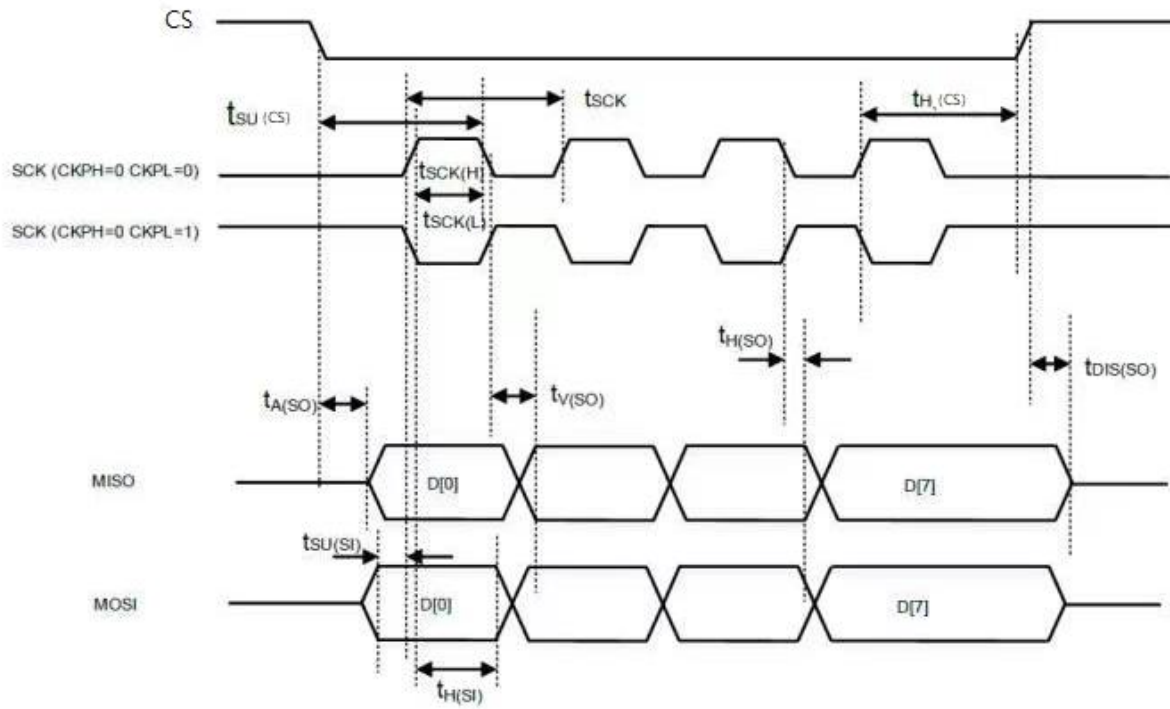 CS
tSCK
tH,(CS)
tSU(CS)
SCK (CKPH=0 CKPL=0)
tSCK(H)
tSCK(L)
SCK (CKPH=0 CKPL=1)
tH(SO)
tDIS(SO)
tA(SO)
tV(SO)
MISO
D[0]
D[7]
tSU(SI)
MOSI
D[0]
D[7]
tH(SI)